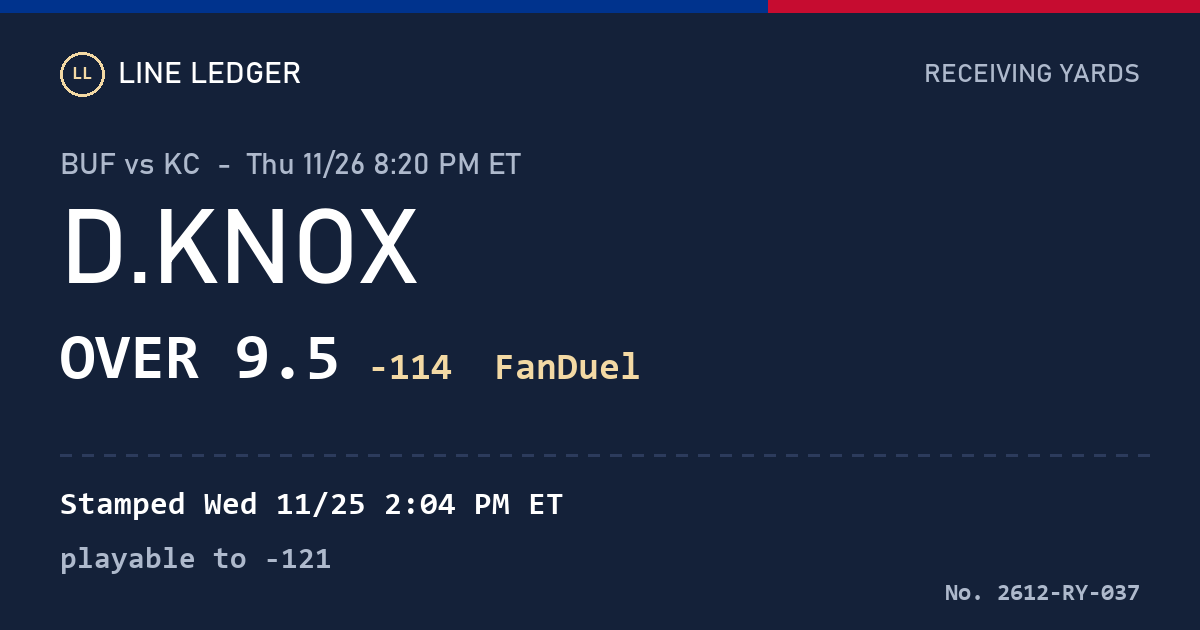 LL LINE LEDGER
RECEIVING YARDS
BUF vs KC - Thu 11/26 8:20 PM ET
D.KNOX
OVER 9.5 -114 FanDuel
Stamped Wed 11/25 2:04 PM ET
playable to -121
No. 2612-RY-037